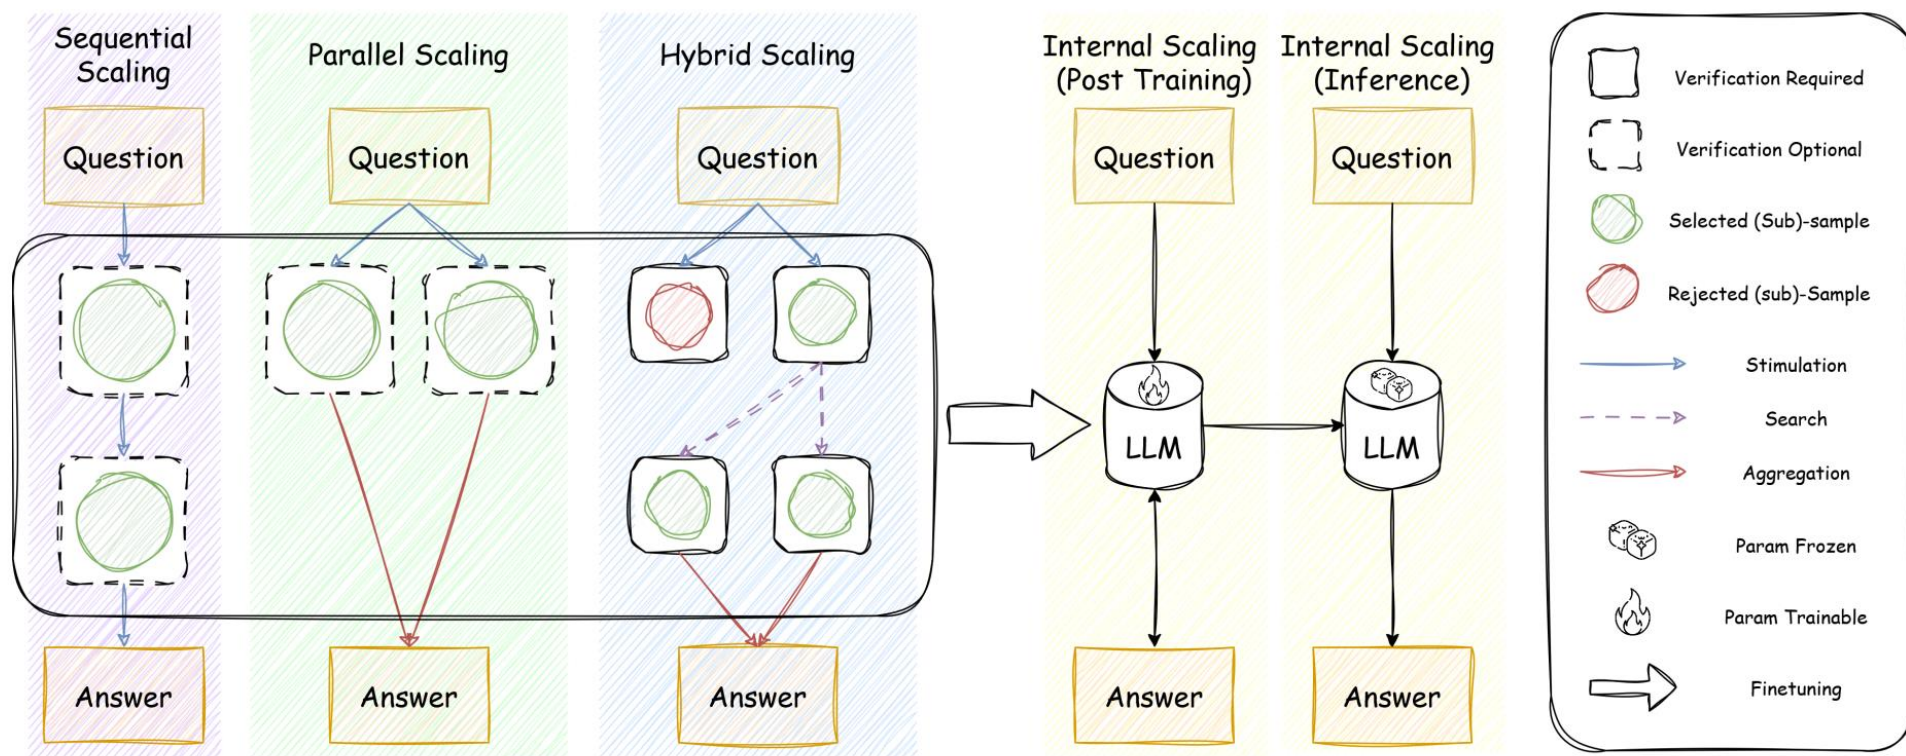 Sequential
Scaling
Parallel Scaling
Hybrid Scaling
Internal Scaling
(Post Training)
Internal Scaling
(Inference)
Question
Question
Question
Question
Question
LLM
LLM
Answer
Answer
Answer
Answer
Answer
Verification Required
Verification Optional
Selected (Sub)-sample
Rejected (sub)-Sample
Stimulation
Search
Aggregation
Param Frozen
Param Trainable
Finetuning